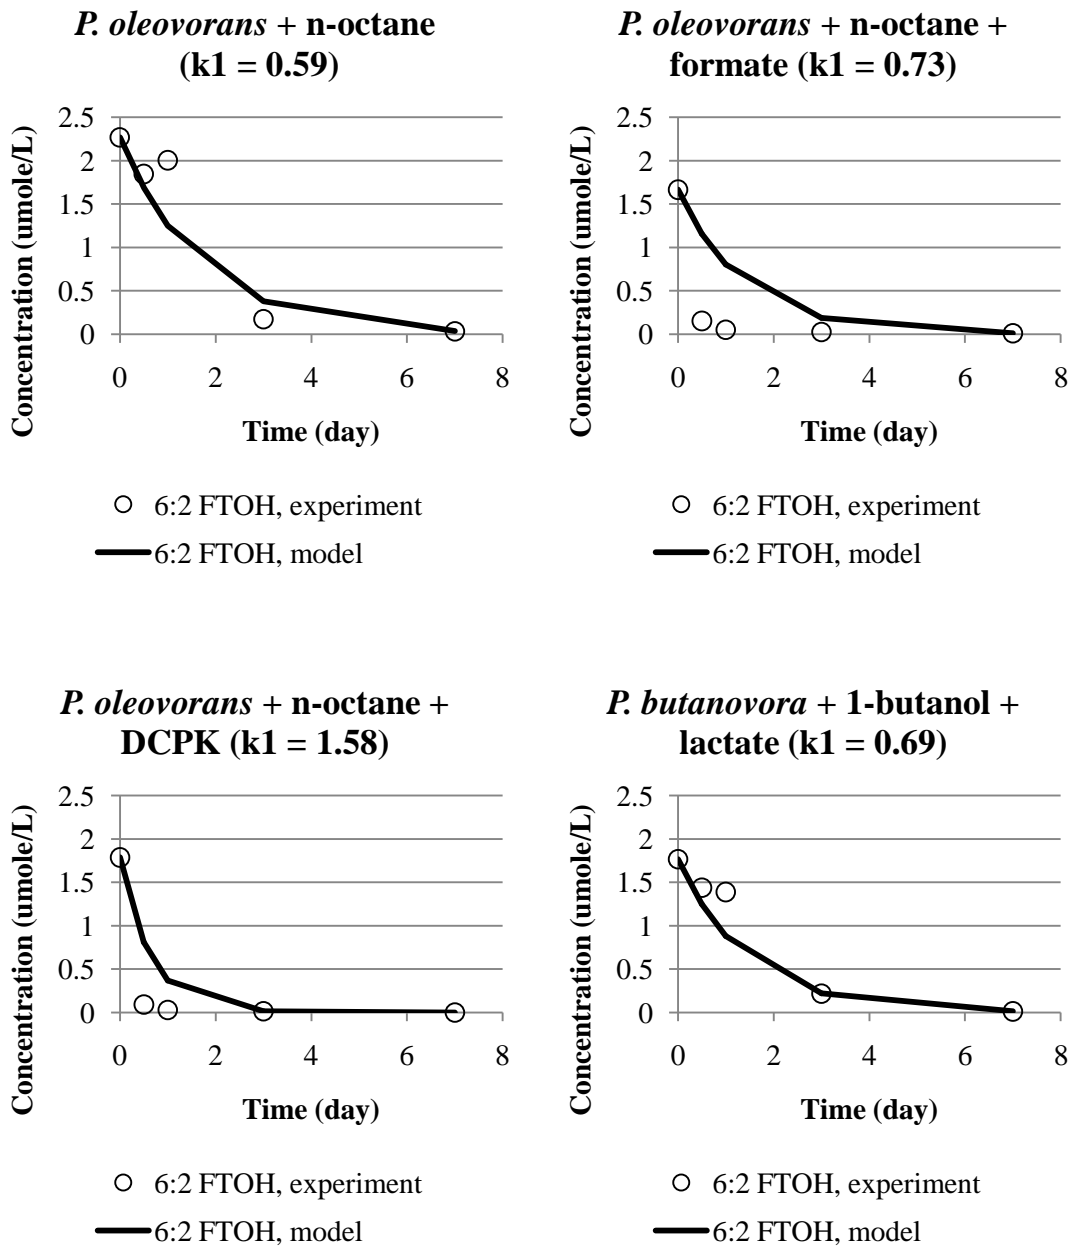 P. oleovorans + n-octane
(k1 = 0.59)
2.5
2
1.5
1
0.5
0
0 2 4 6 8
Concentration (umole/L)
Time (day)
6:2 FTOH, experiment
6:2 FTOH, model
P. oleovorans + n-octane +
formate (k1 = 0.73)
2.5
2
1.5
1
0.5
0
0 2 4 6 8
Concentration (umole/L)
Time (day)
6:2 FTOH, experiment
6:2 FTOH, model
P. oleovorans + n-octane +
DCPK (k1 = 1.58)
2.5
2
1.5
1
0.5
0
0 2 4 6 8
Concentration (umole/L)
Time (day)
6:2 FTOH, experiment
6:2 FTOH, model
P. butanovora + 1-butanol +
lactate (k1 = 0.69)
2.5
2
1.5
1
0.5
0
0 2 4 6 8
Concentration (umole/L)
Time (day)
6:2 FTOH, experiment
6:2 FTOH, model